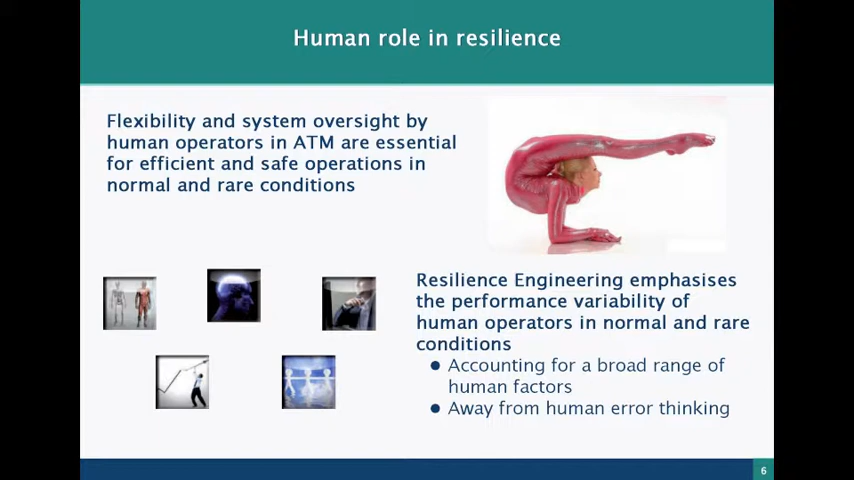 Human role in resilience
Flexibility and system oversight by
human operators in ATM are essential
for efficient and safe operations in
normal and rare conditions
Resilience Engineering emphasises
the performance variability of
human operators in normal and rare
conditions
● Accounting for a broad range of
human factors
● Away from human error thinking
6